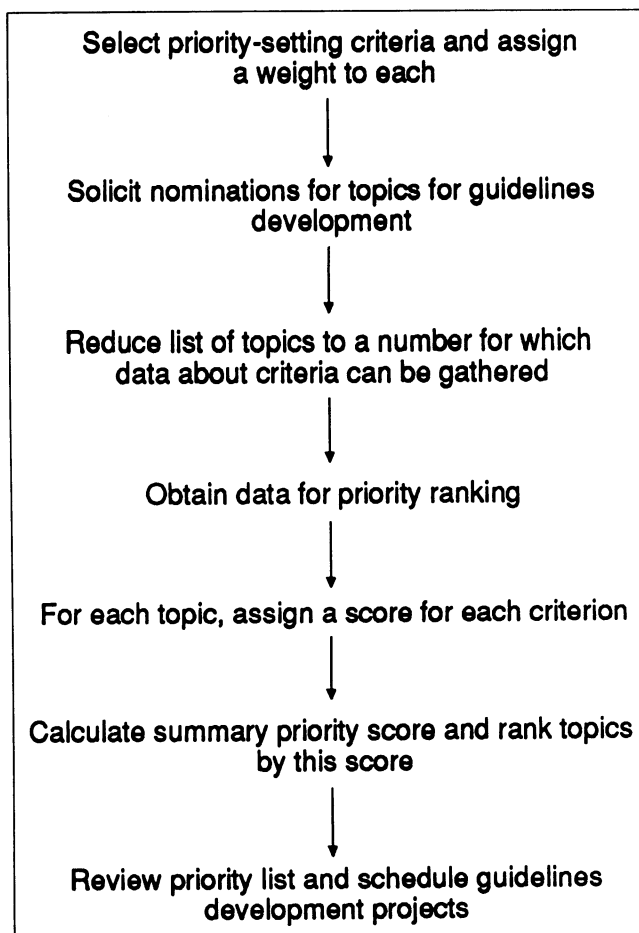 Select priority-setting criteria and assign
a weight to each
Solicit nominations for topics for guidelines
development
Reduce list of topics to a number for which
data about criteria can be gathered
Obtain data for priority ranking
For each topic, assign a score for each criterion
Calculate summary priority score and rank topics
by this score
Review priority list and schedule guidelines
development projects